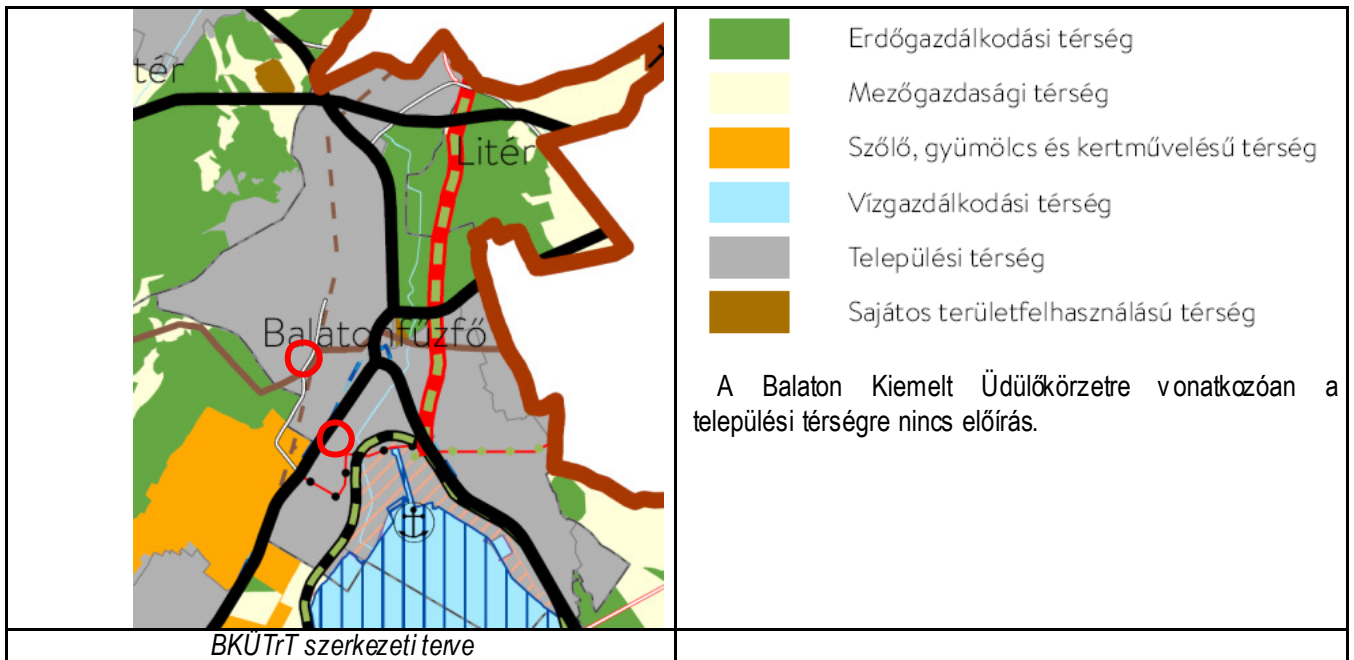 tér
Litér
Balatonfűzfő
BKÜTrT szerkezeti terve
Erdőgazdálkodási térség
Mezőgazdasági térség
Szőlő, gyümölcs és kertművelésű térség
Vízgazdálkodási térség
Települési térség
Sajátos területfelhasználású térség
A Balaton Kiemelt Üdülőkörzetre vonatkozóan a
települési térségre nincs előírás.